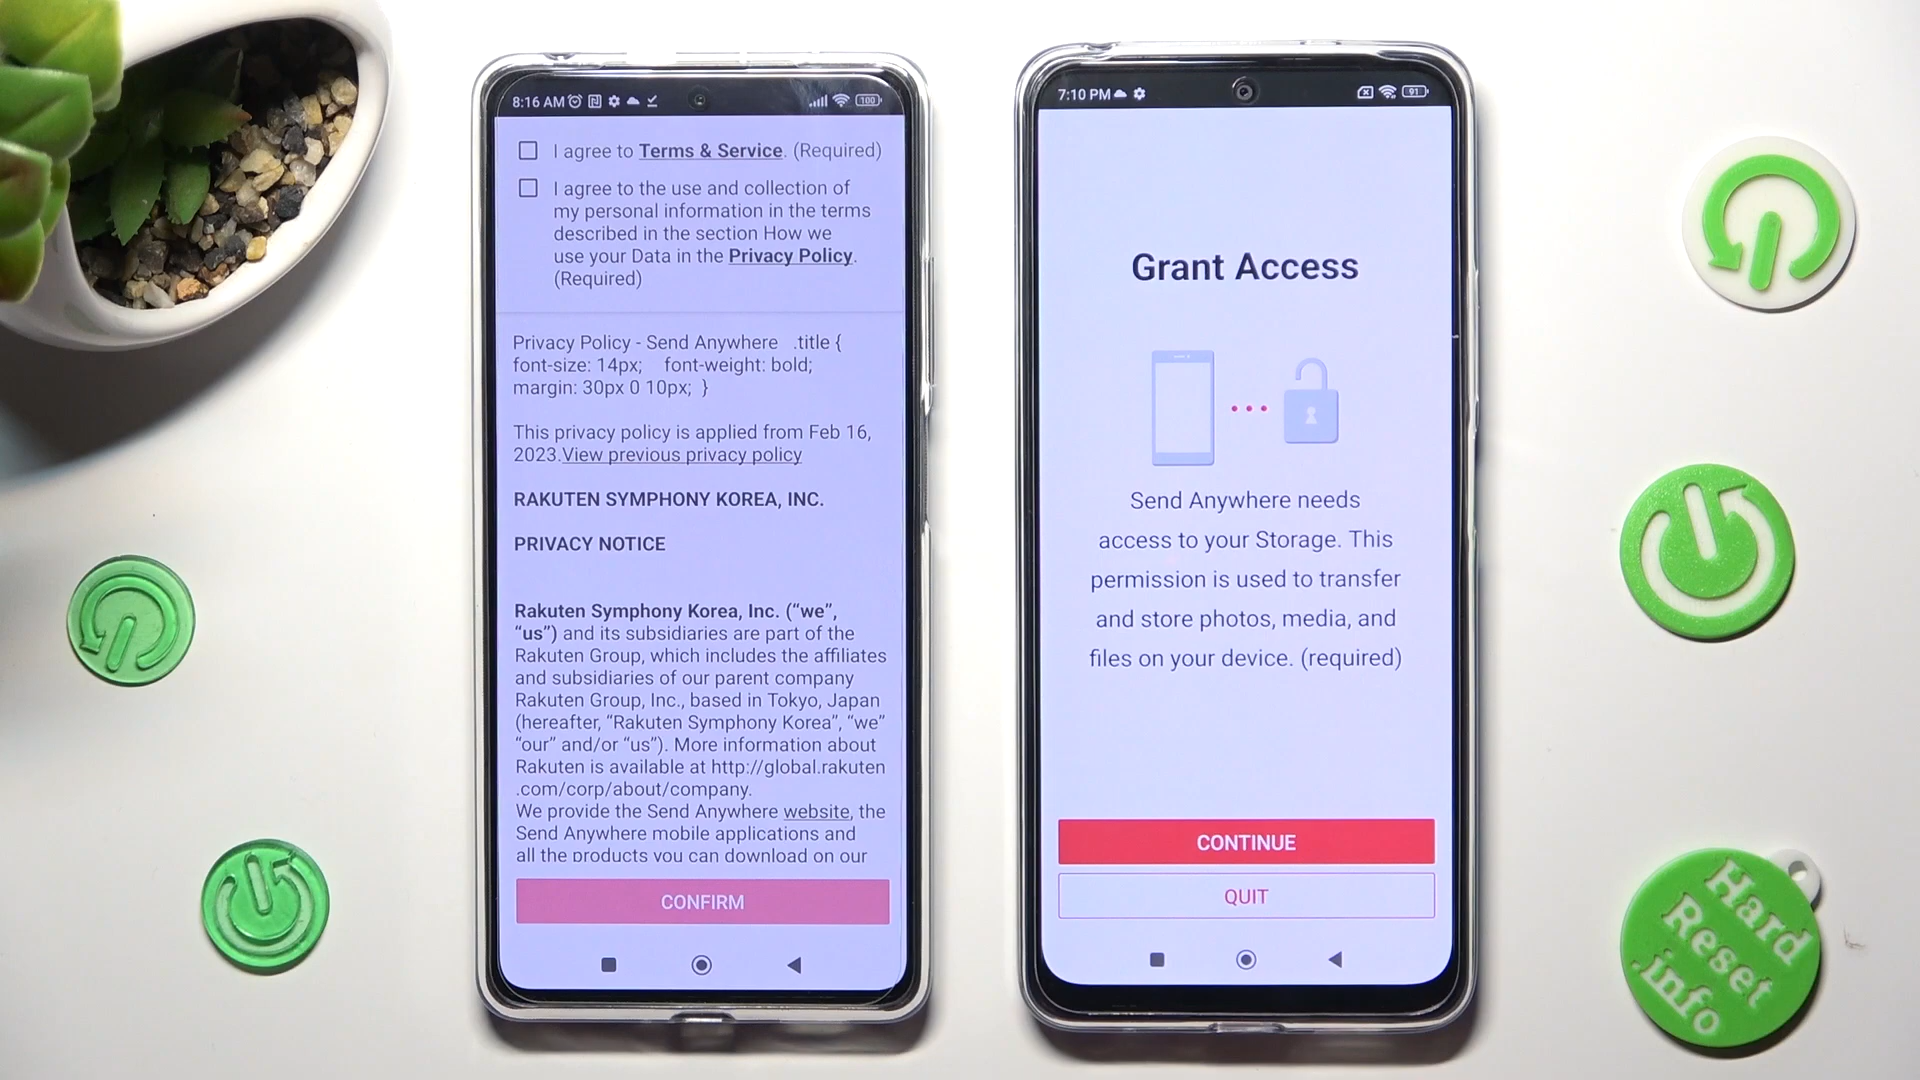 8:16 AM
100
I agree to Terms & Service. (Required)
I agree to the use and collection of
my personal information in the terms
described in the section How we
use your Data in the Privacy Policy.
(Required)
Privacy Policy - Send Anywhere .title {
font-size: 14px; font-weight: bold;
margin: 30px 0 10px; }
This privacy policy is applied from Feb 16,
2023.View previous privacy policy
RAKUTEN SYMPHONY KOREA, INC.
PRIVACY NOTICE
Rakuten Symphony Korea, Inc. (“we”,
“us”) and its subsidiaries are part of the
Rakuten Group, which includes the affiliates
and subsidiaries of our parent company
Rakuten Group, Inc., based in Tokyo, Japan
(hereafter, “Rakuten Symphony Korea”, “we”
“our” and/or “us”). More information about
Rakuten is available at http://global.rakuten
.com/corp/about/company.
We provide the Send Anywhere website, the
Send Anywhere mobile applications and
all the products you can download on our
CONFIRM
7:10 PM
91
Grant Access
Send Anywhere needs
access to your Storage. This
permission is used to transfer
and store photos, media, and
files on your device. (required)
CONTINUE
QUIT
Hard
Reset
.info